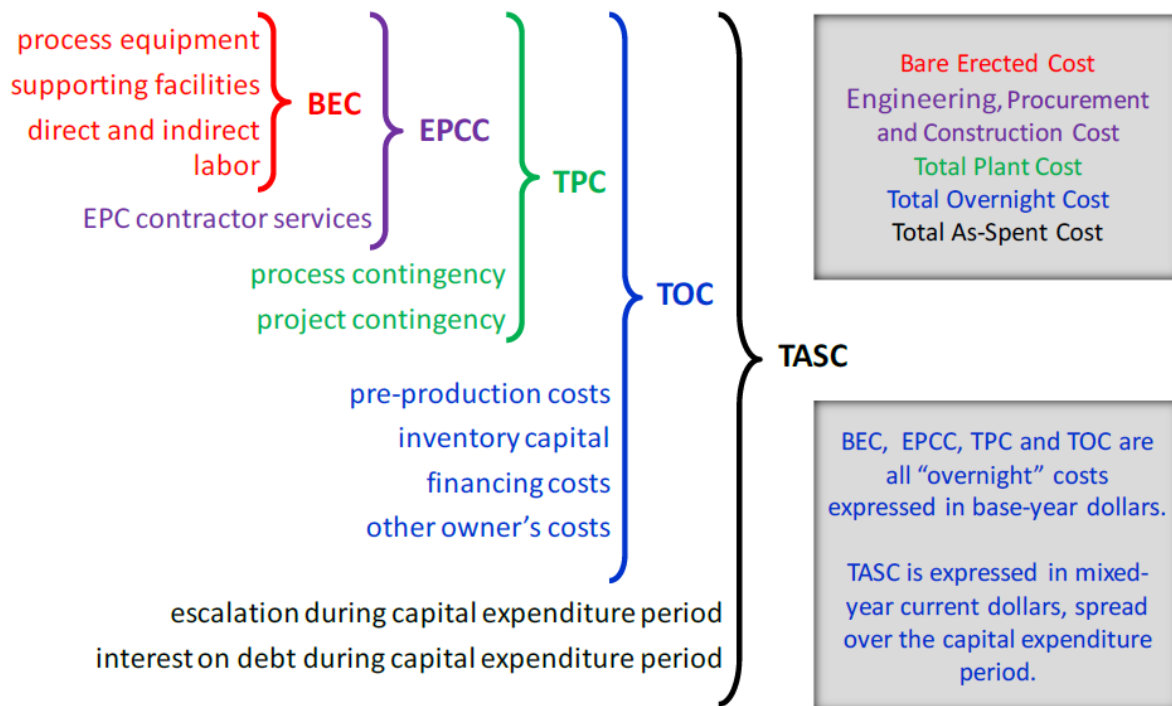 process equipment
supporting facilities
direct and indirect
labor
BEC
EPC contractor services
EPCC
process contingency
project contingency
TPC
pre-production costs
inventory capital
financing costs
other owner's costs
TOC
escalation during capital expenditure period
interest on debt during capital expenditure period
TASC
Bare Erected Cost
Engineering, Procurement
and Construction Cost
Total Plant Cost
Total Overnight Cost
Total As-Spent Cost
BEC, EPCC, TPC and TOC are
all “overnight” costs
expressed in base-year dollars.
TASC is expressed in mixed-
year current dollars, spread
over the capital expenditure
period.